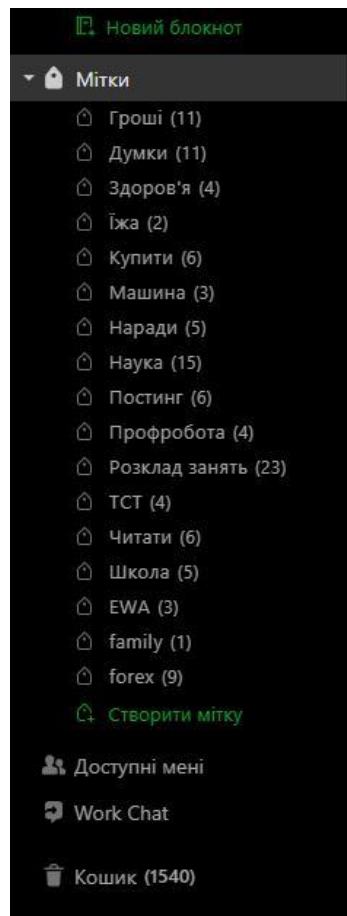 Новий блокнот
Мітки
Гроші (11)
Думки (11)
Здоров'я (4)
Їжа (2)
Купити (6)
Машина (3)
Наради (5)
Наука (15)
Постинг (6)
Профробота (4)
Розклад занять (23)
ТСТ (4)
Читати (6)
Школа (5)
EWA (3)
family (1)
forex (9)
Створити мітку
Доступні мені
Work Chat
Кошик (1540)